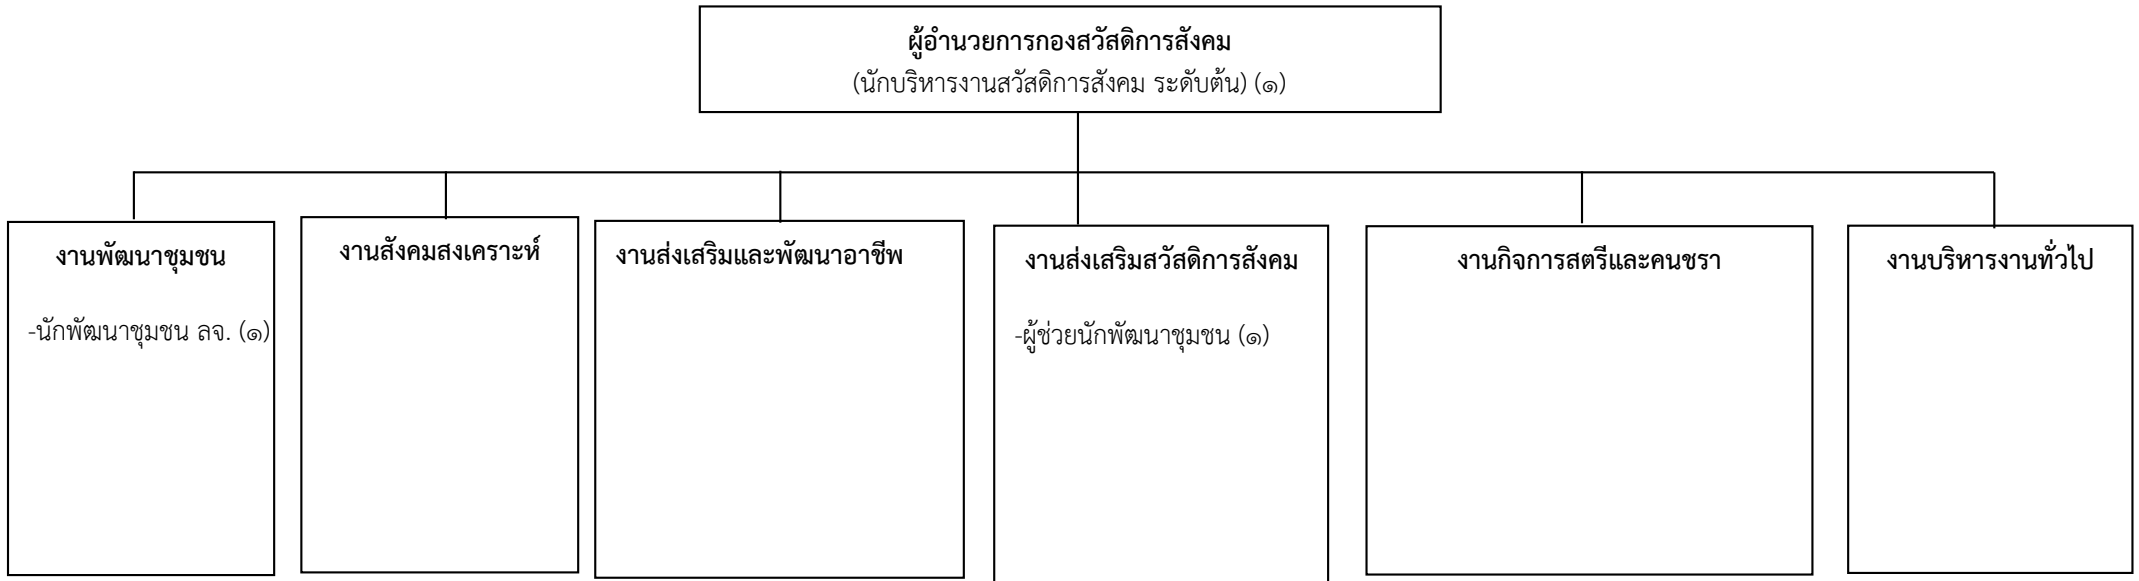 ผู้อำนวยการกองสวัสดิการสังคม
(นักบริหารงานสวัสดิการสังคม ระดับต้น) (๑)
งานพัฒนาชุมชน
-นักพัฒนาชุมชน ลจ. (๑)
งานสังคมสงเคราะห์
งานส่งเสริมและพัฒนาอาชีพ
งานส่งเสริมสวัสดิการสังคม
-ผู้ช่วยนักพัฒนาชุมชน (๑)
งานกิจการสตรีและคนชรา
งานบริหารงานทั่วไป